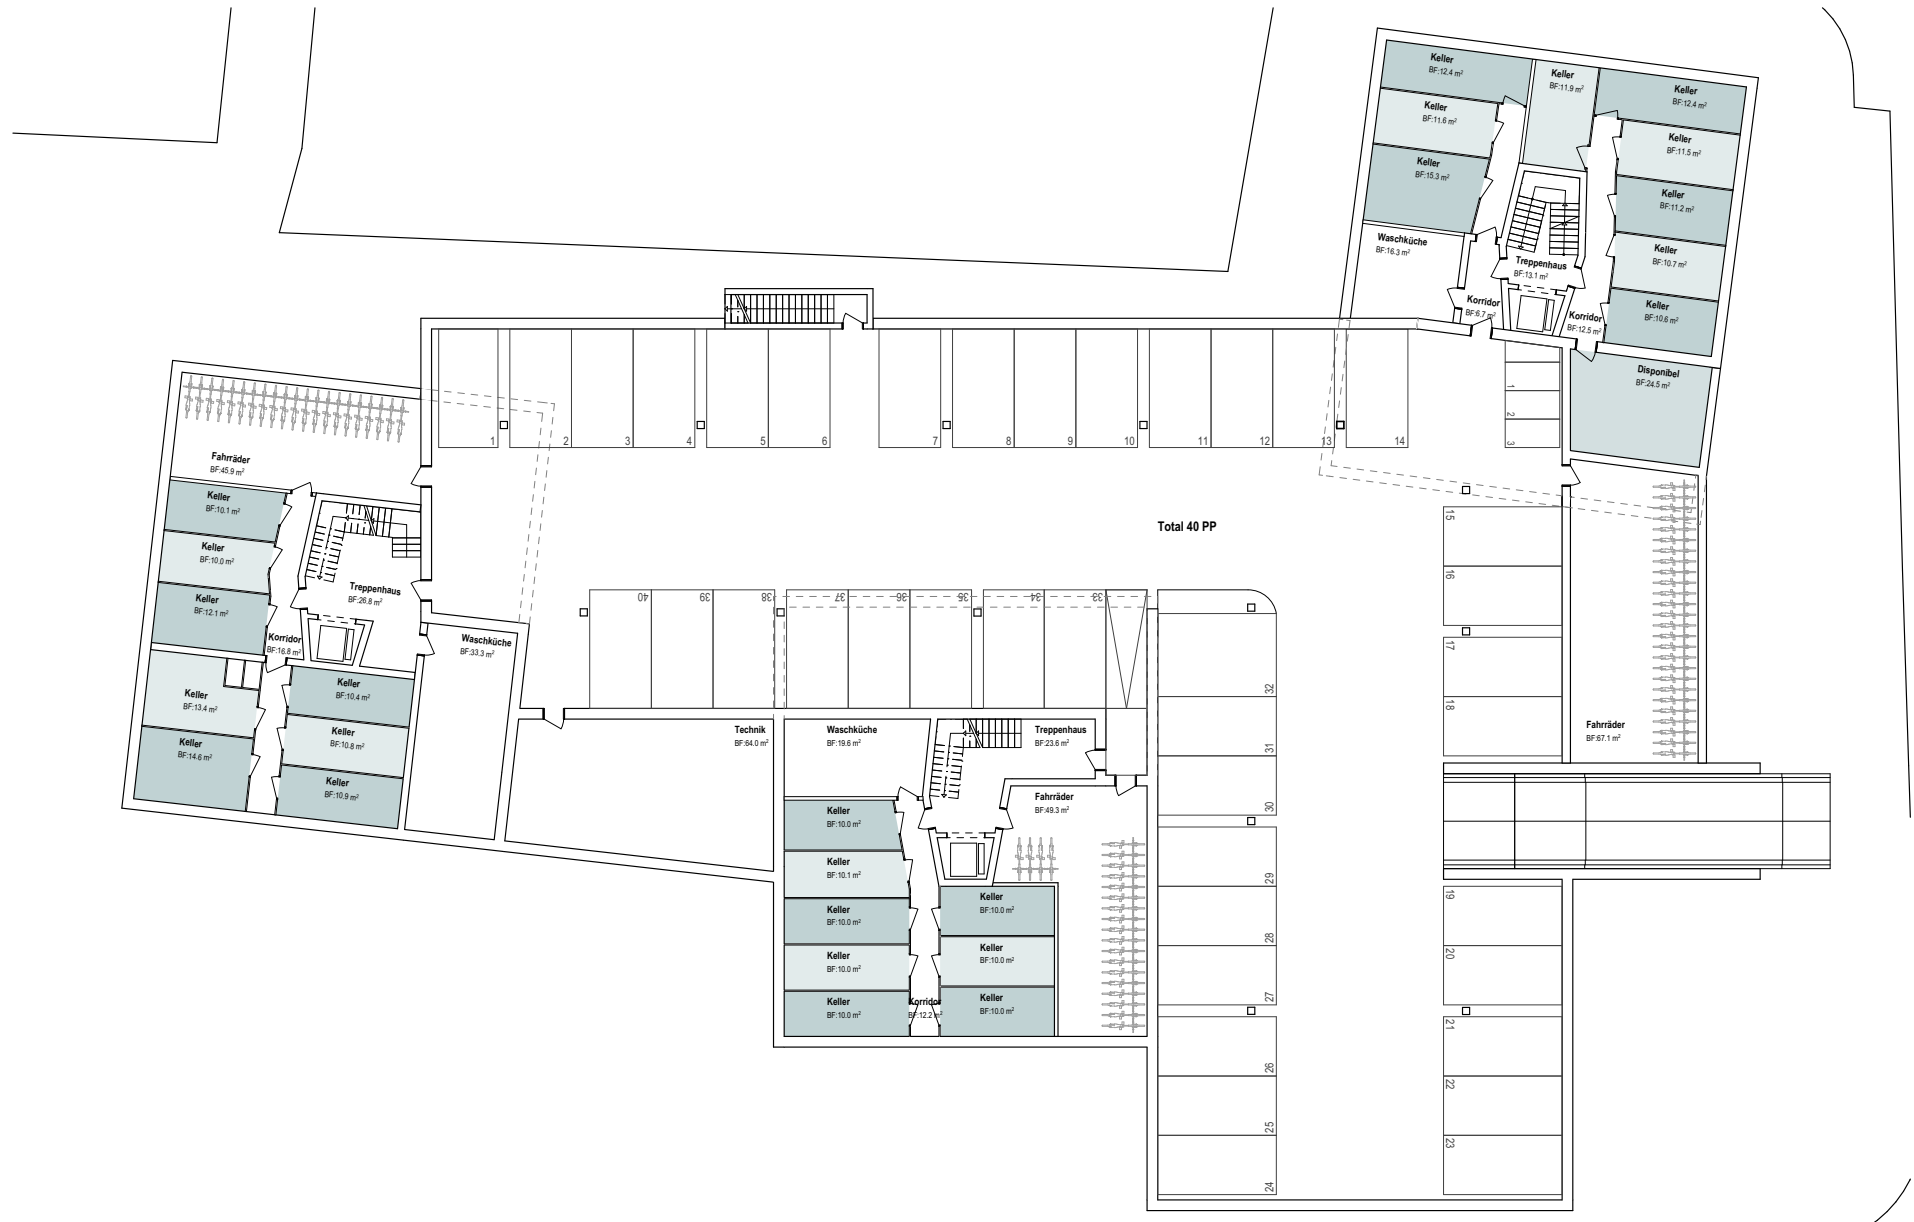 Keller
BF:12.4 m²
Keller
BF:11.9 m²
Keller
BF:12.4 m²
Keller
BF:11.6 m²
Keller
BF:11.5 m²
Keller
BF:15.3 m²
Keller
BF:11.2 m²
Waschküche
BF:16.3 m²
Keller
BF:10.7 m²
Treppenhaus
BF:13.1 m²
Korridor
BF:6.7 m²
Keller
BF:10.6 m²
Korridor
BF:12.5 m²
Disponibel
BF:24.5 m²
1
2
3
1
2
3
4
5
6
7
8
9
10
11
12
13
14
Fahrräder
BF:45.9 m²
Keller
BF:10.1 m²
Keller
BF:10.0 m²
Keller
BF:12.1 m²
Treppenhaus
BF:26.8 m²
Korridor
BF:16.8 m²
Waschküche
BF:33.3 m²
Keller
BF:13.4 m²
Keller
BF:10.4 m²
Keller
BF:14.6 m²
Keller
BF:10.8 m²
Keller
BF:10.9 m²
Total 40 PP
40
39
38
37
36
35
34
33
15
16
17
18
32
31
30
29
28
27
26
25
24
19
20
21
22
23
Fahrräder
BF:67.1 m²
Technik
BF:64.0 m²
Waschküche
BF:19.6 m²
Treppenhaus
BF:23.6 m²
Fahrräder
BF:49.3 m²
Keller
BF:10.0 m²
Keller
BF:10.1 m²
Keller
BF:10.0 m²
Keller
BF:10.0 m²
Keller
BF:10.0 m²
Korridor
BF:12.2 m²
Keller
BF:10.0 m²
Keller
BF:10.0 m²
Keller
BF:10.0 m²